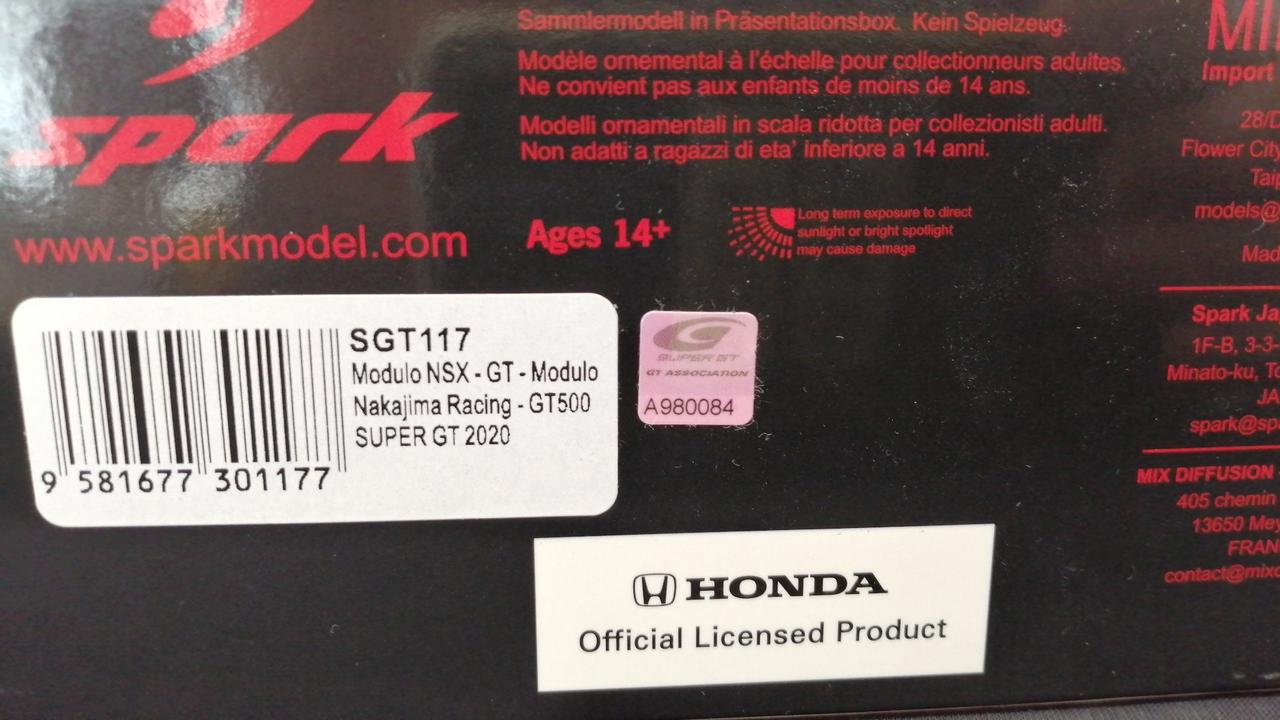 spark
www.sparkmodel.com
Sammlermodell in Präsentationsbox. Kein Spielzeug.
Modèle ornemental à l'échelle pour collectionneurs adultes.
Ne convient pas aux enfants de moins de 14 ans.
Modelli ornamentali in scala ridotta per collezionisti adulti.
Non adatti a ragazzi di eta' inferiore a 14 anni.
Ages 14+
Long term exposure to direct
sunlight or bright spotlight
may cause damage
Import
28/D
Flower City
models@
Spark
1F-B, 3-3-
Minato-ku,
spark@
MIX DIFFUSION
405 chemin
13650
SGT117
Modulo NSX - GT - Modulo
Nakajima Racing - GT500
SUPER GT 2020
9 581677 301177
SUPER GT
GT ASSOCIATION
A980084
HONDA
Official Licensed Product